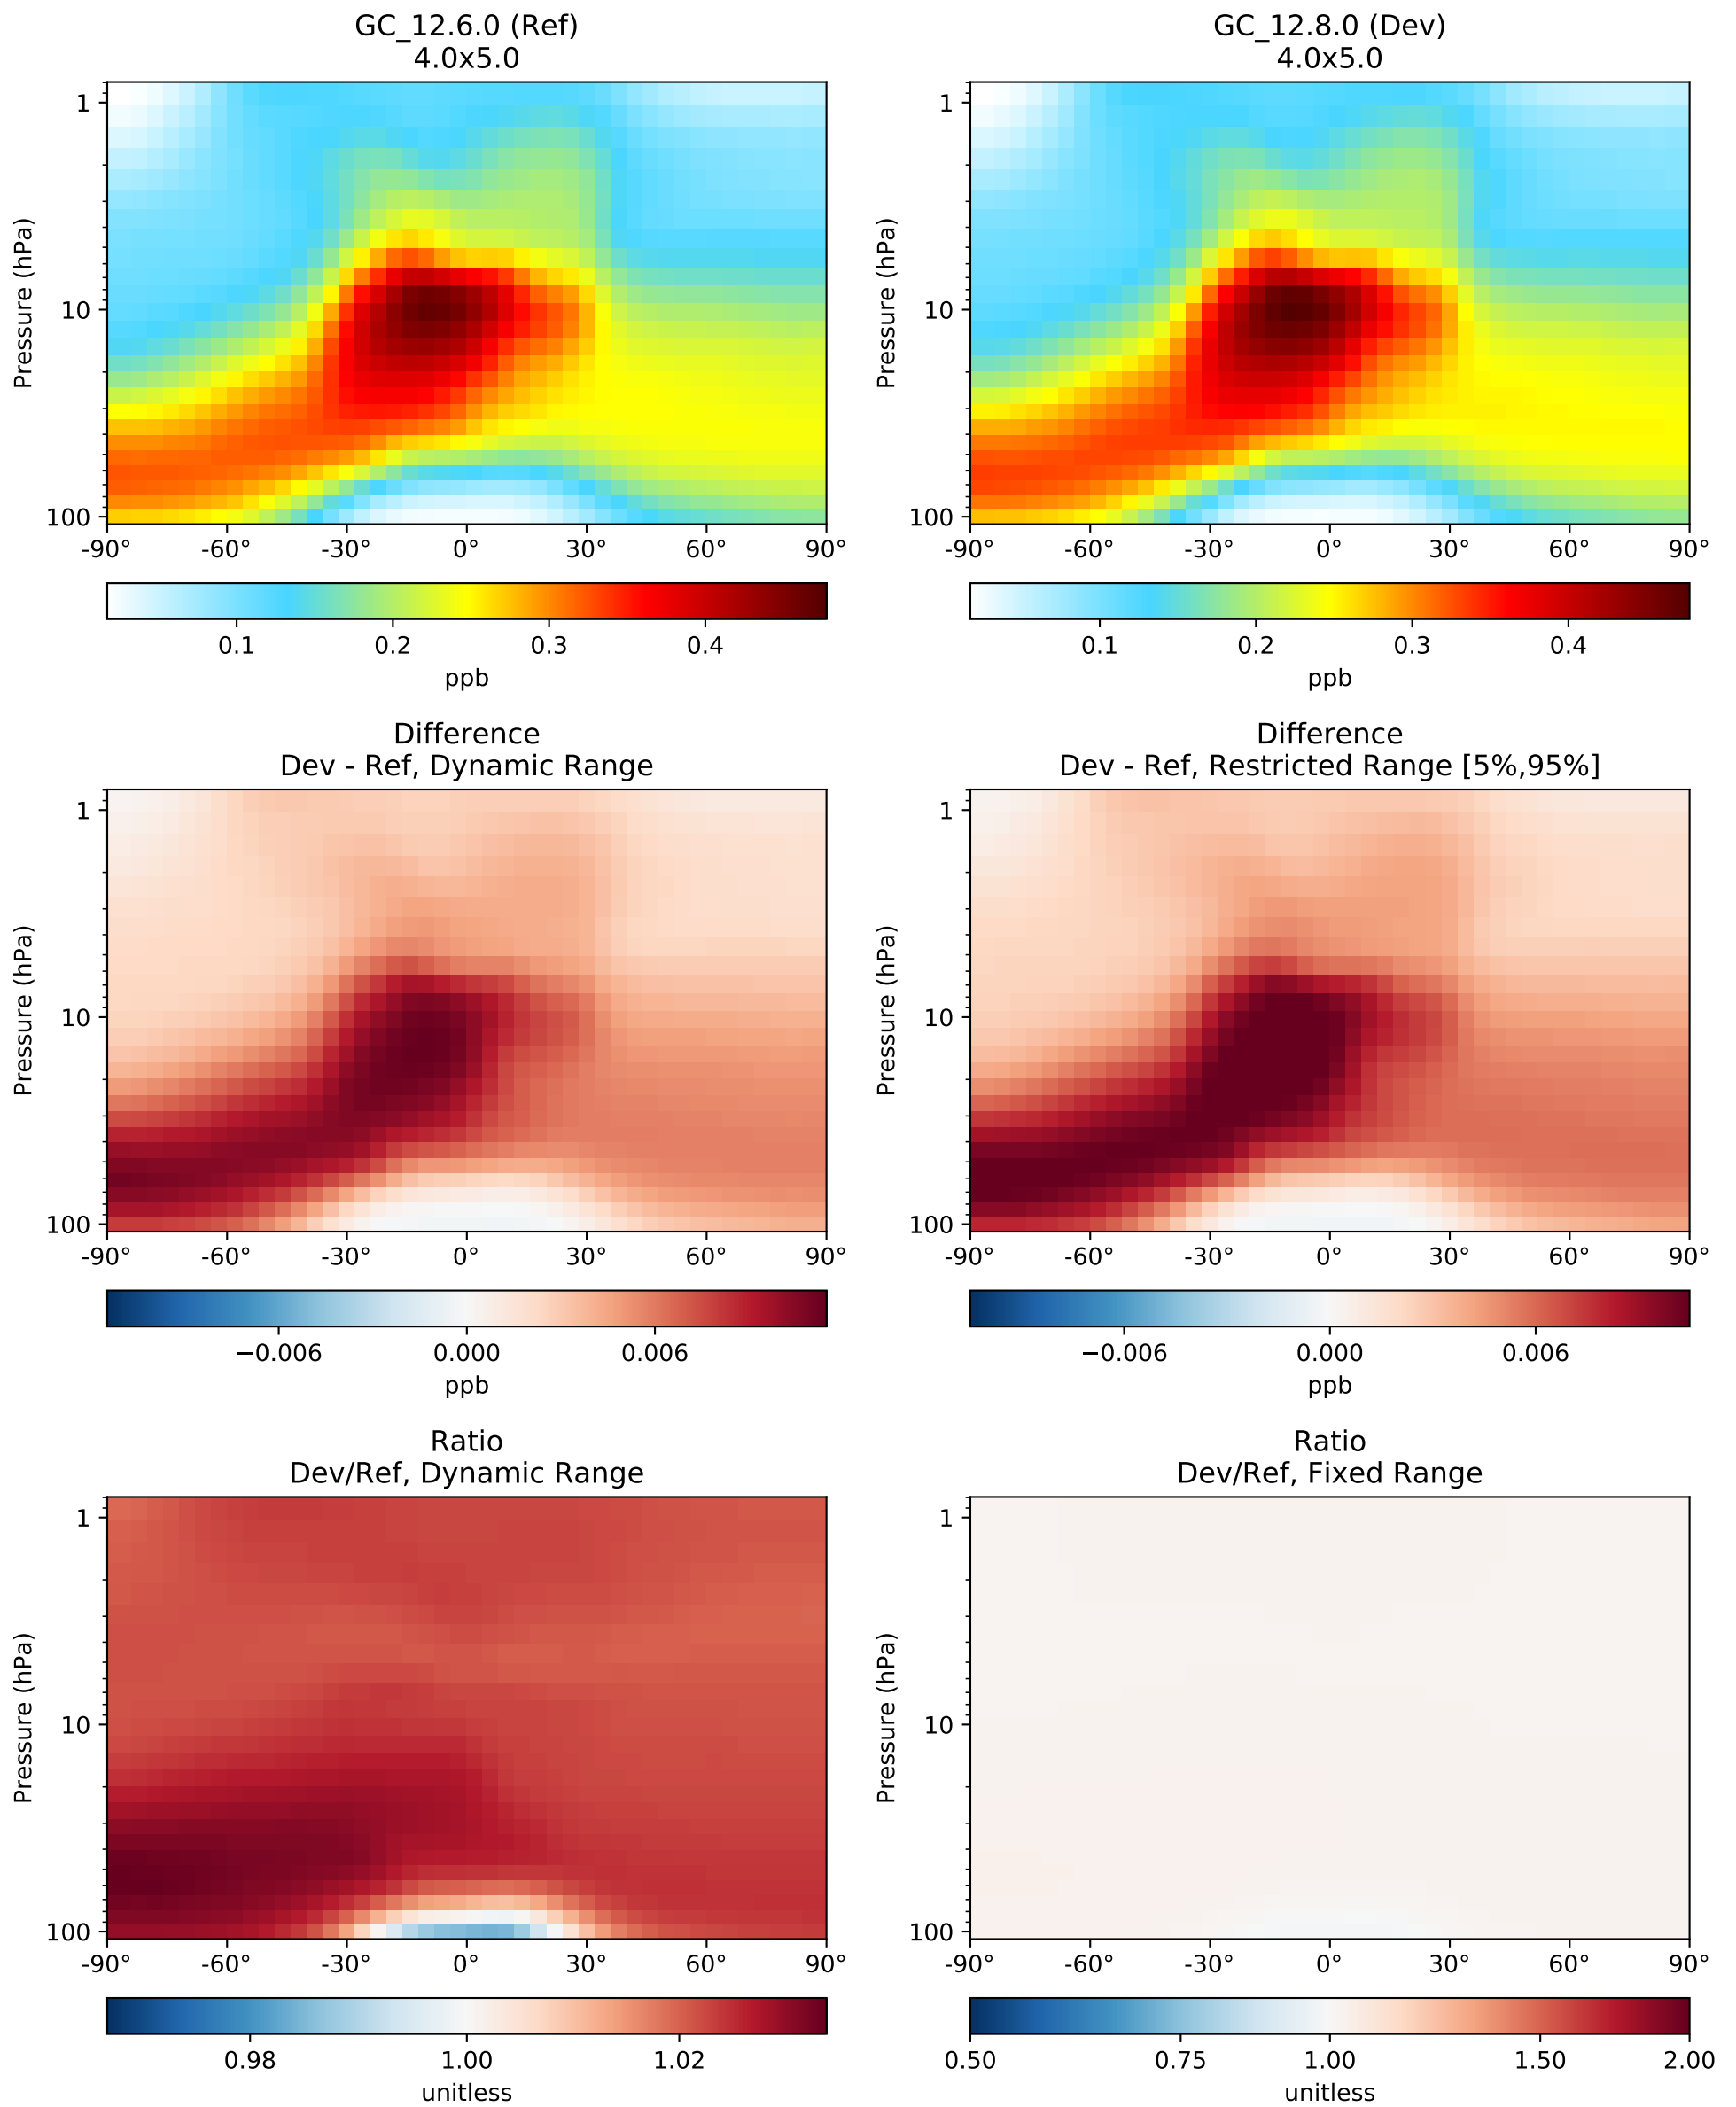 GC_12.6.0 (Ref)
4.0x5.0
Pressure (hPa)
1
10
100
-90° -60° -30° 0° 30° 60° 90°
0.1 0.2 0.3 0.4
ppb
GC_12.8.0 (Dev)
4.0x5.0
Pressure (hPa)
1
10
100
-90° -60° -30° 0° 30° 60° 90°
0.1 0.2 0.3 0.4
ppb
Difference
Dev - Ref, Dynamic Range
Pressure (hPa)
1
10
100
-90° -60° -30° 0° 30° 60° 90°
−0.006 0.000 0.006
ppb
Difference
Dev - Ref, Restricted Range [5%,95%]
Pressure (hPa)
1
10
100
-90° -60° -30° 0° 30° 60° 90°
−0.006 0.000 0.006
ppb
Ratio
Dev/Ref, Dynamic Range
Pressure (hPa)
1
10
100
-90° -60° -30° 0° 30° 60° 90°
0.98 1.00 1.02
unitless
Ratio
Dev/Ref, Fixed Range
Pressure (hPa)
1
10
100
-90° -60° -30° 0° 30° 60° 90°
0.50 0.75 1.00 1.50 2.00
unitless